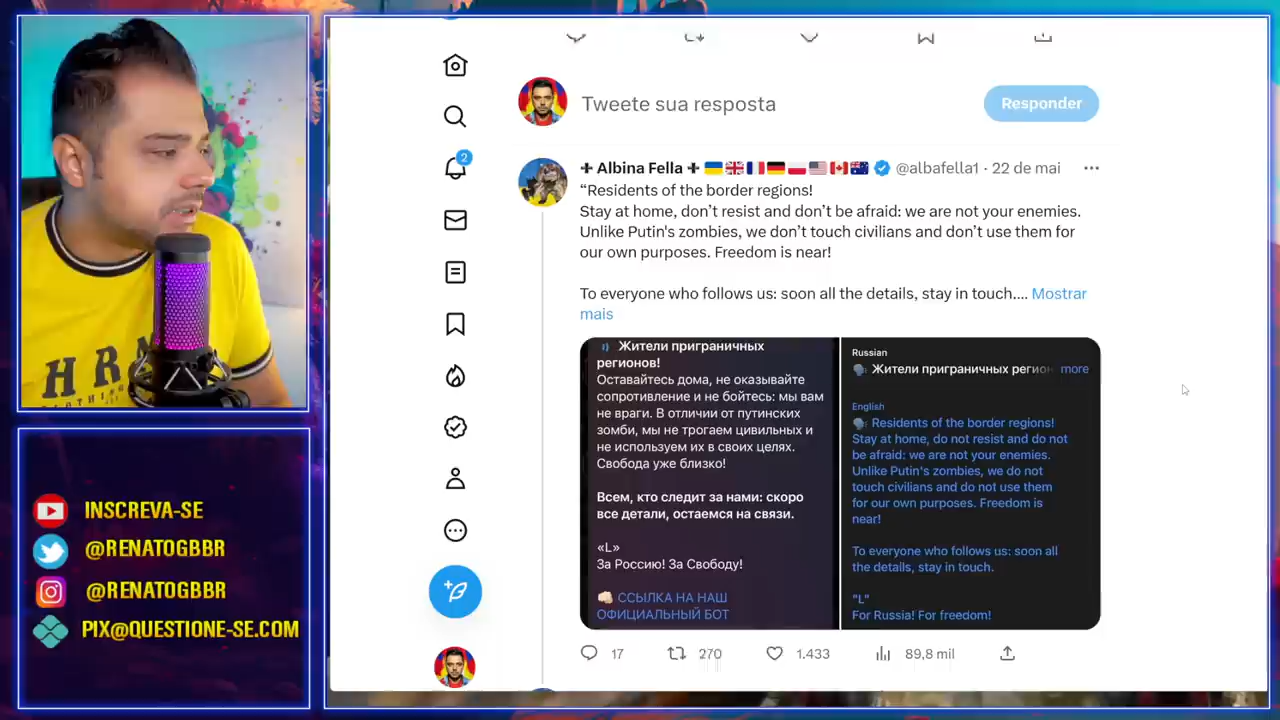 Tweete sua resposta
Responder
2
Albina Fella
@albafella1 · 22 de mai
“Residents of the border regions!
Stay at home, don’t resist and don’t be afraid: we are not your enemies.
Unlike Putin's zombies, we don’t touch civilians and don’t use them for
our own purposes. Freedom is near!
To everyone who follows us: soon all the details, stay in touch.... Mostrar
mais
Жители приграничных
регионов!
Оставайтесь дома, не оказывайте
сопротивление и не бойтесь: мы вам
не враги. В отличии от путинских
зомби, мы не трогаем цивильных и
не используем их в своих целях.
Свобода уже близко!
Всем, кто следит за нами: скоро
все детали, остаемся на связи.
«L»
За Россию! За Свободу!
ССЫЛКА НА НАШ
ОФИЦИАЛЬНЫЙ БОТ
Russian
Жители приграничных регион more
English
Residents of the border regions!
Stay at home, do not resist and do not
be afraid: we are not your enemies.
Unlike Putin's zombies, we do not
touch civilians and do not use them
for our own purposes. Freedom is
near!
To everyone who follows us: soon all
the details, stay in touch.
"L"
For Russia! For freedom!
17 270 1.433 89,8 mil
INSCREVA-SE
@RENATOGBBR
@RENATOGBBR
PIX@QUESTIONE-SE.COM